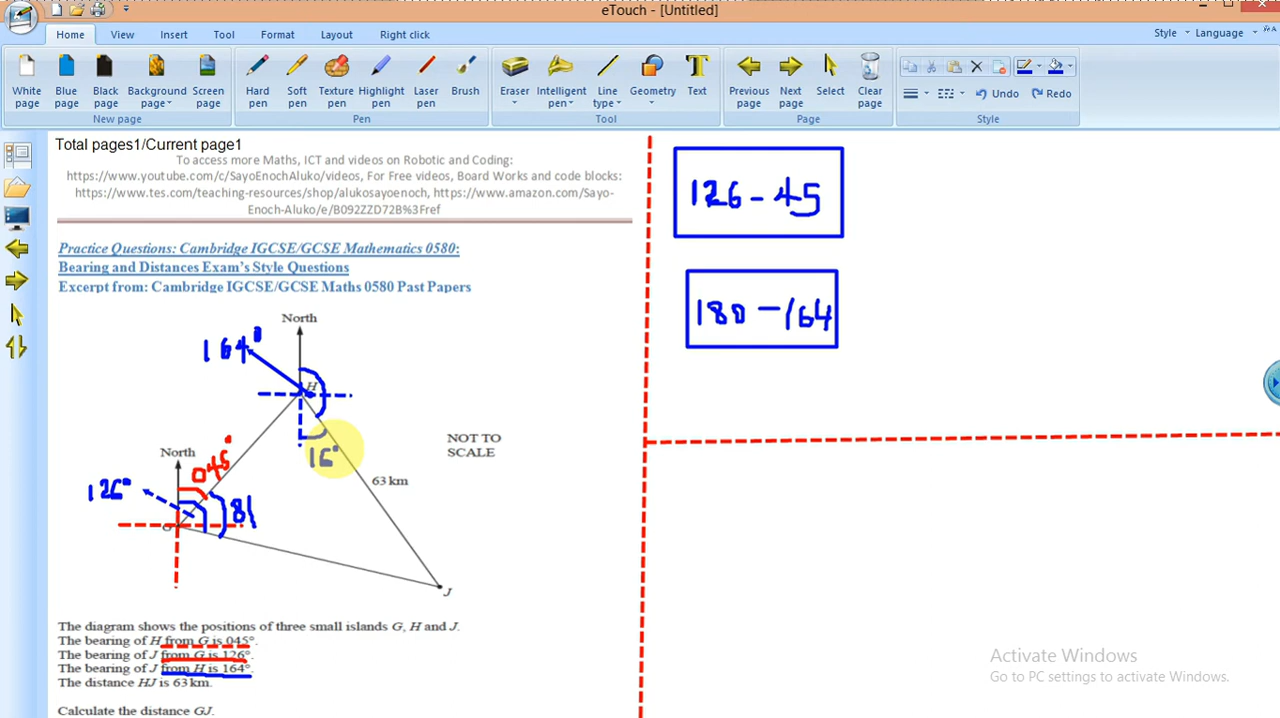 eTouch - [Untitled]
Home View Insert Tool Format Layout Right click
Style Language
White page Blue page Black page Background page Screen page
Hard pen Soft pen Texture pen Highlight pen Laser pen Brush
Eraser Intelligent pen Line type Geometry Text
Previous page Next page Select Clear page
Undo Redo
New page Pen Tool Page Style
Total pages1/Current page1
To access more Maths, ICT and videos on Robotic and Coding:
https://www.youtube.com/c/SayoEnochAluko/videos, For Free videos, Board Works and code blocks:
https://www.tes.com/teaching-resources/shop/alukosayoenoch, https://www.amazon.com/Sayo-
Enoch-Aluko/e/B092ZZD72B%3Fref
Practice Questions: Cambridge IGCSE/GCSE Mathematics 0580:
Bearing and Distances Exam's Style Questions
Excerpt from: Cambridge IGCSE/GCSE Maths 0580 Past Papers
North
164°
H
16°
North
045°
126°
81
G
63 km
J
NOT TO
SCALE
The diagram shows the positions of three small islands G, H and J.
The bearing of H from G is 045°.
The bearing of J from G is 126°.
The bearing of J from H is 164°.
The distance HJ is 63 km.
Calculate the distance GJ.
126 - 45
180 - 164
Activate Windows
Go to PC settings to activate Windows.